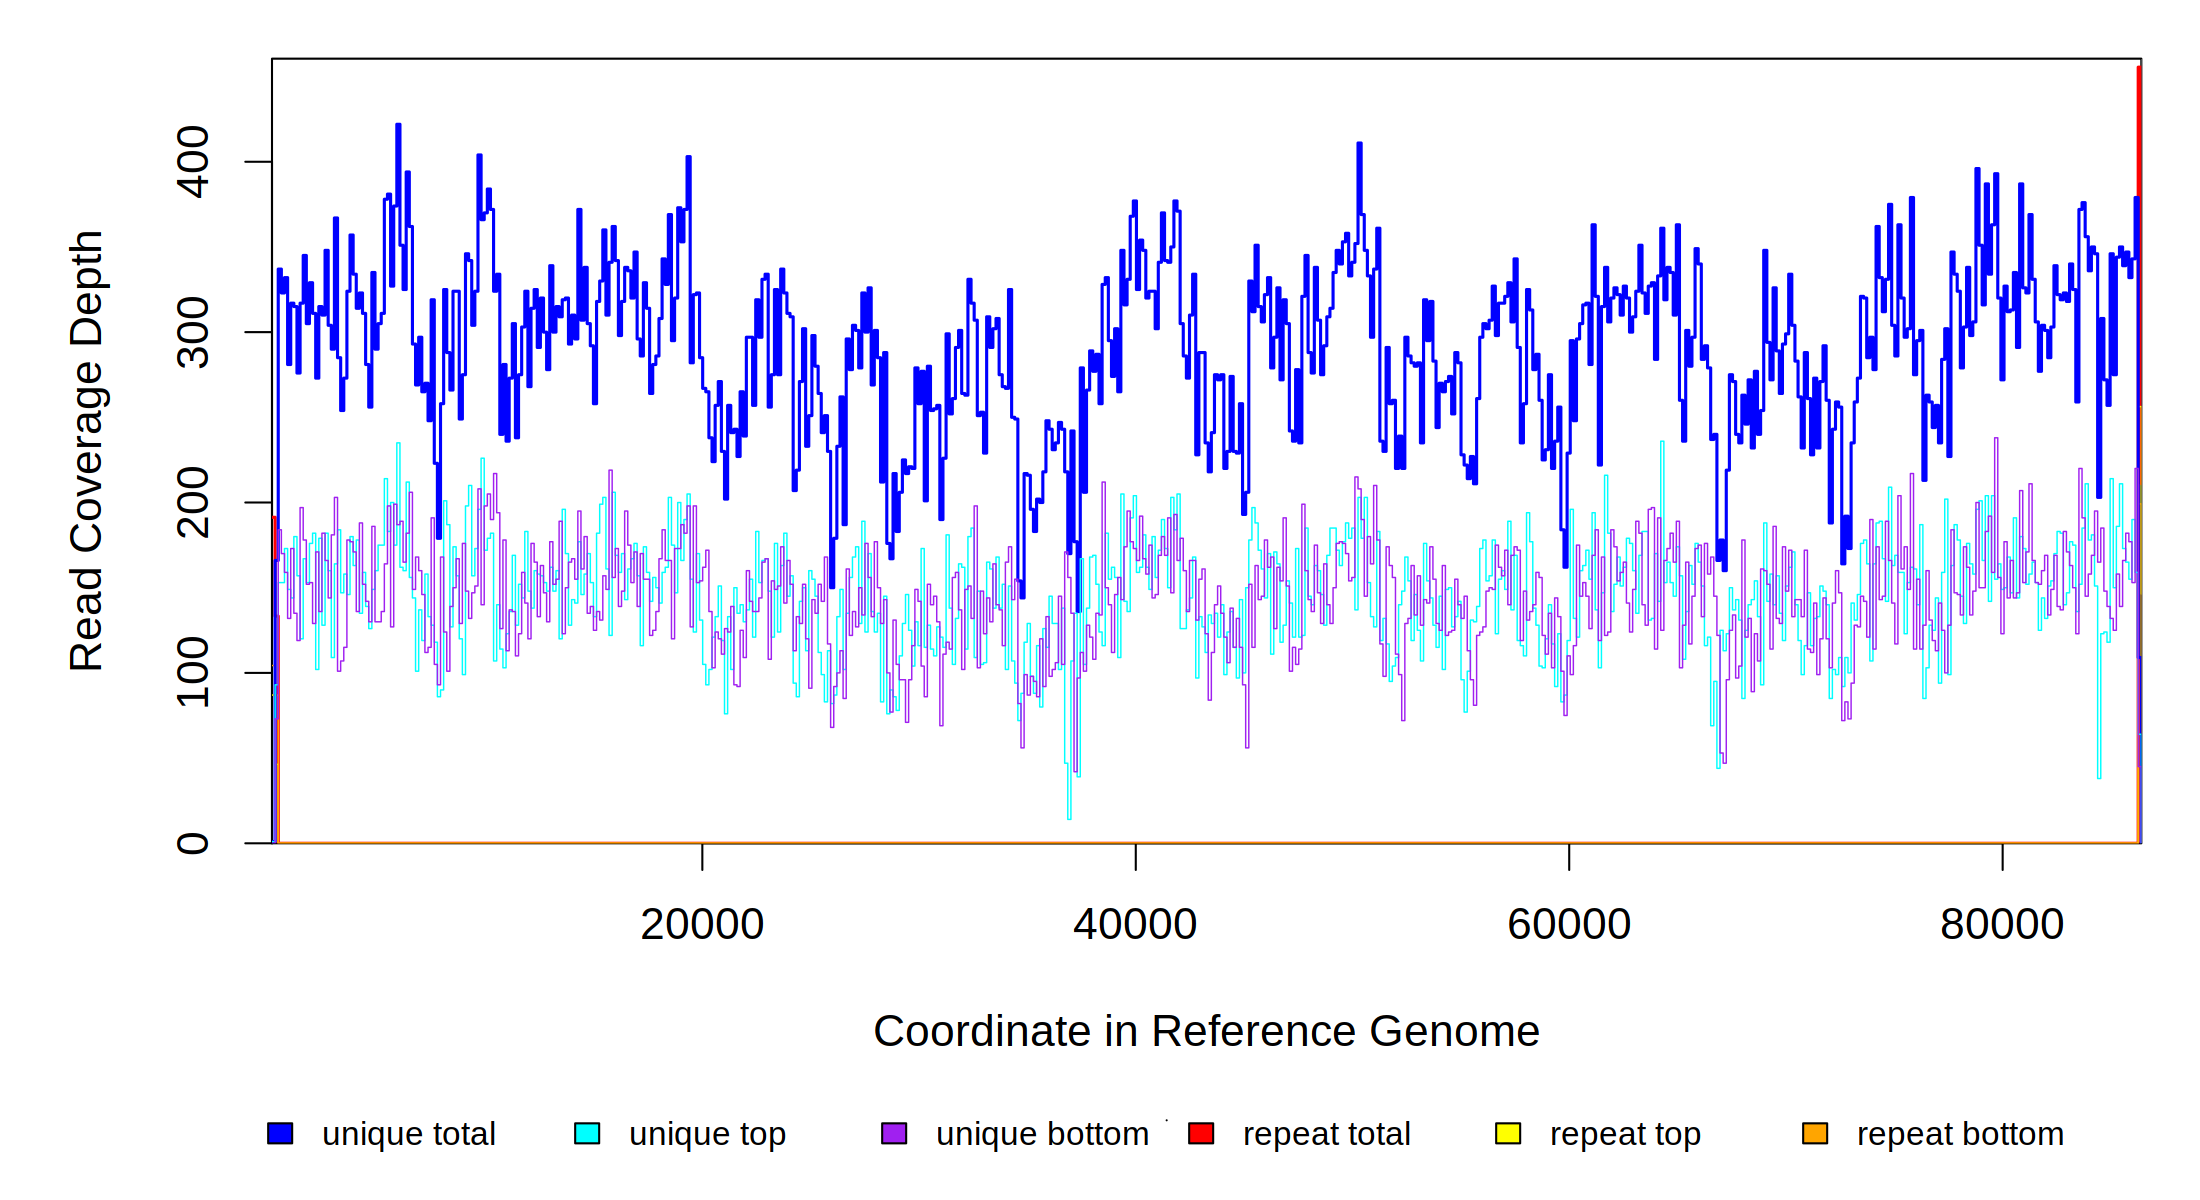 Read Coverage Depth
400
300
200
100
0
20000 40000 60000 80000
Coordinate in Reference Genome
unique total unique top unique bottom repeat total repeat top repeat bottom